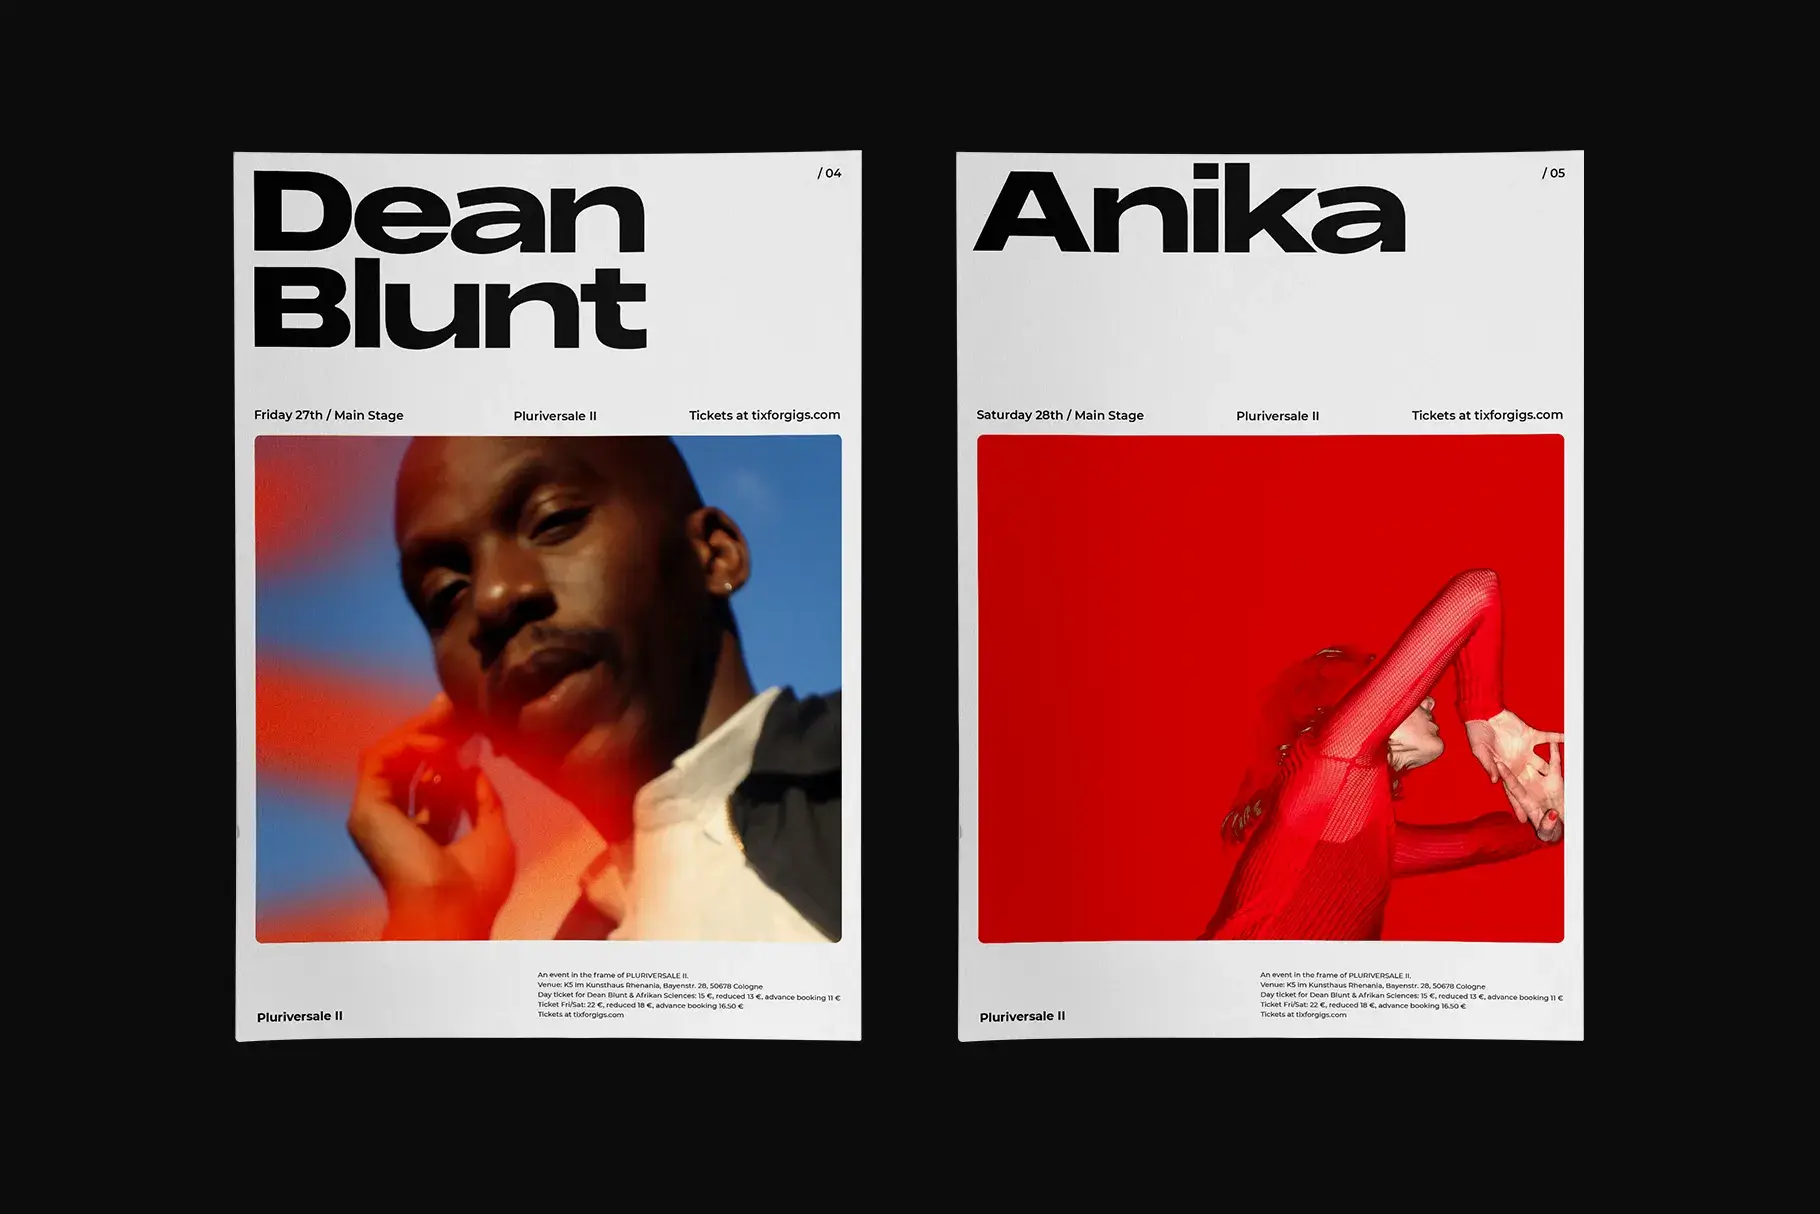 Dean
Blunt
/ 04
Friday 27th / Main Stage
Pluriversale II
Tickets at tixforgigs.com
An event in the frame of PLURIVERSALE II.
Venue: K5 im Kunsthaus Rhenania, Bayenstr. 28, 50678 Cologne
Day ticket for Dean Blunt & Afrikan Sciences: 15 €, reduced 13 €, advance booking 11 €
Ticket Fri/Sat: 22 €, reduced 18 €, advance booking 16.50 €
Tickets at tixforgigs.com
Pluriversale II
Anika
/ 05
Saturday 28th / Main Stage
Pluriversale II
Tickets at tixforgigs.com
An event in the frame of PLURIVERSALE II.
Venue: K5 im Kunsthaus Rhenania, Bayenstr. 28, 50678 Cologne
Day ticket for Dean Blunt & Afrikan Sciences: 15 €, reduced 13 €, advance booking 11 €
Ticket Fri/Sat: 22 €, reduced 18 €, advance booking 16.50 €
Tickets at tixforgigs.com
Pluriversale II